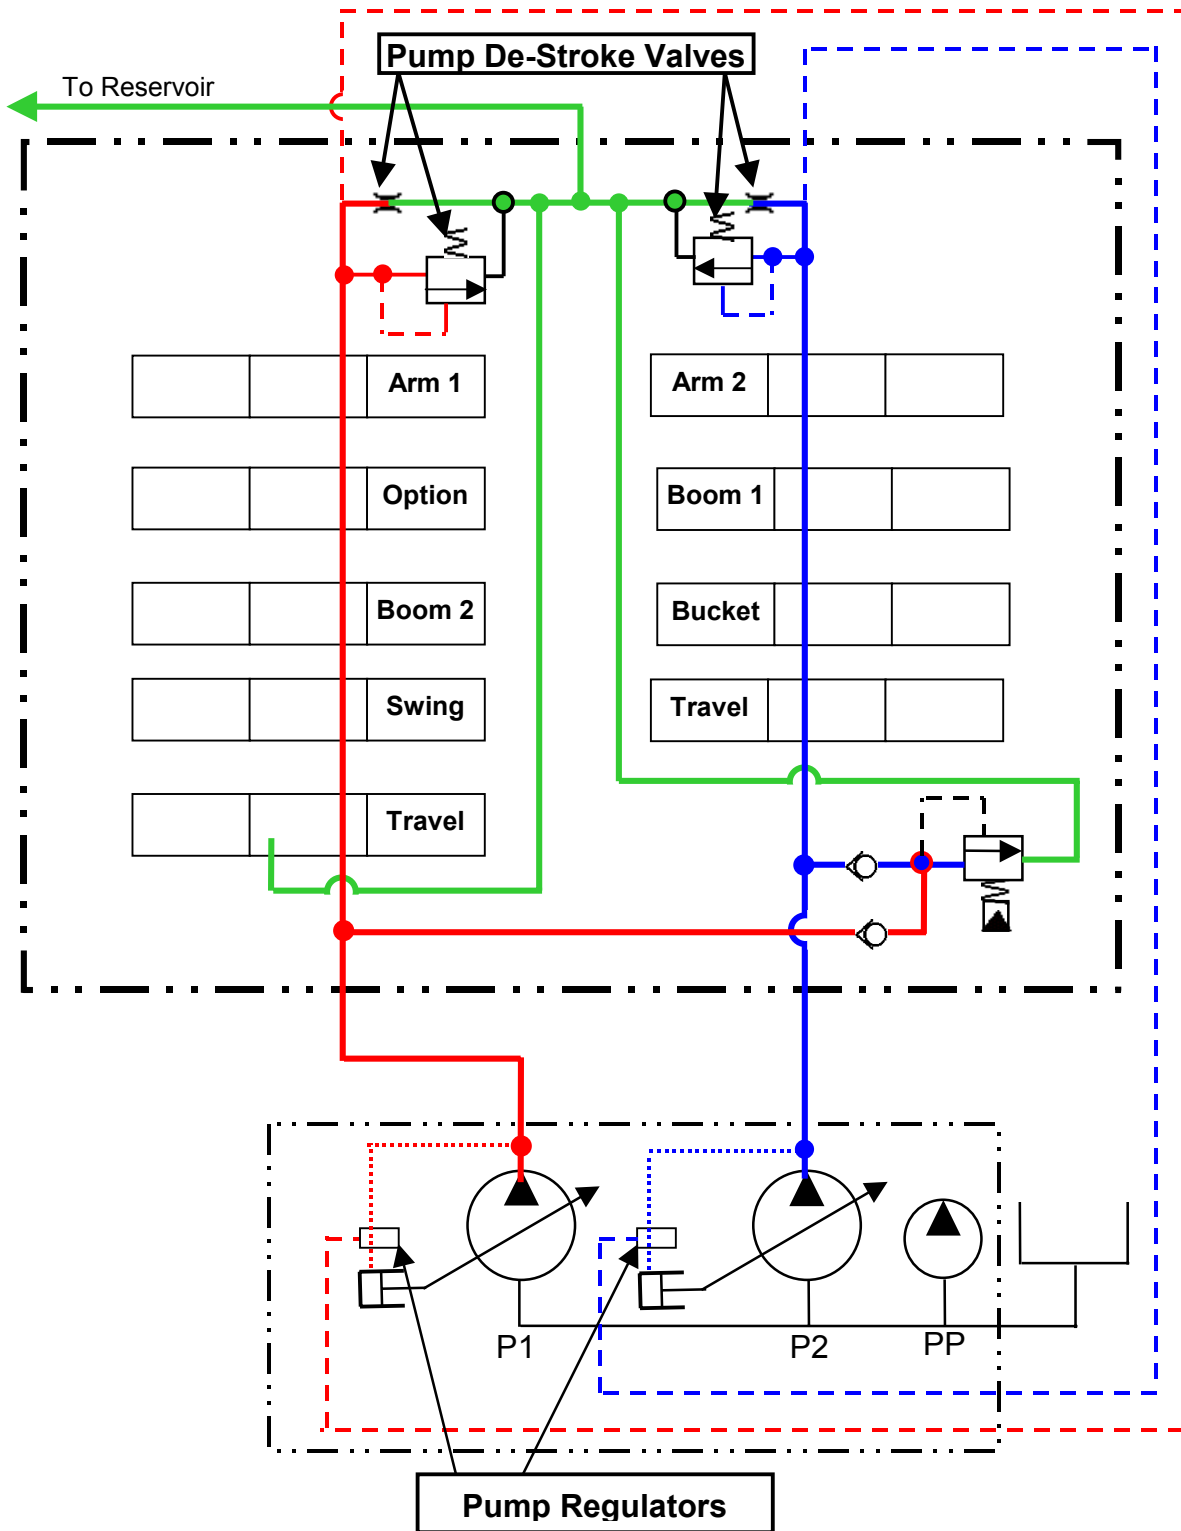 Pump De-Stroke Valves
To Reservoir
Arm 1
Arm 2
Option
Boom 1
Boom 2
Bucket
Swing
Travel
Travel
P1
P2
PP
Pump Regulators